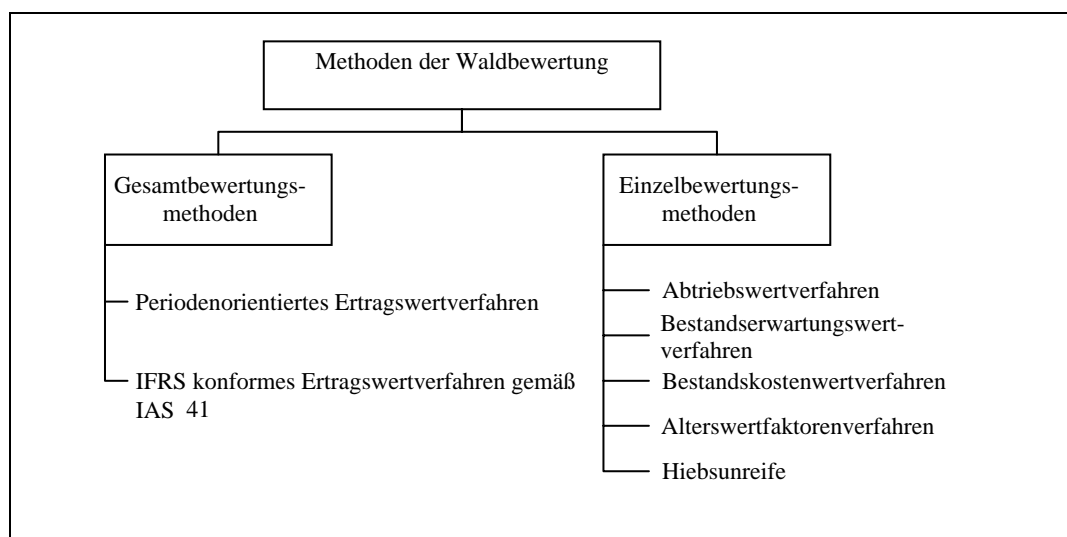 Methoden der Waldbewertung
Gesamtbewertungs-
methoden
Periodenorientiertes Ertragswertverfahren
IFRS konformes Ertragswertverfahren gemäß
IAS 41
Einzelbewertungs-
methoden
Abtriebswertverfahren
Bestandserwartungswert-
verfahren
Bestandskostenwertverfahren
Alterswertfaktorenverfahren
Hiebsunreife